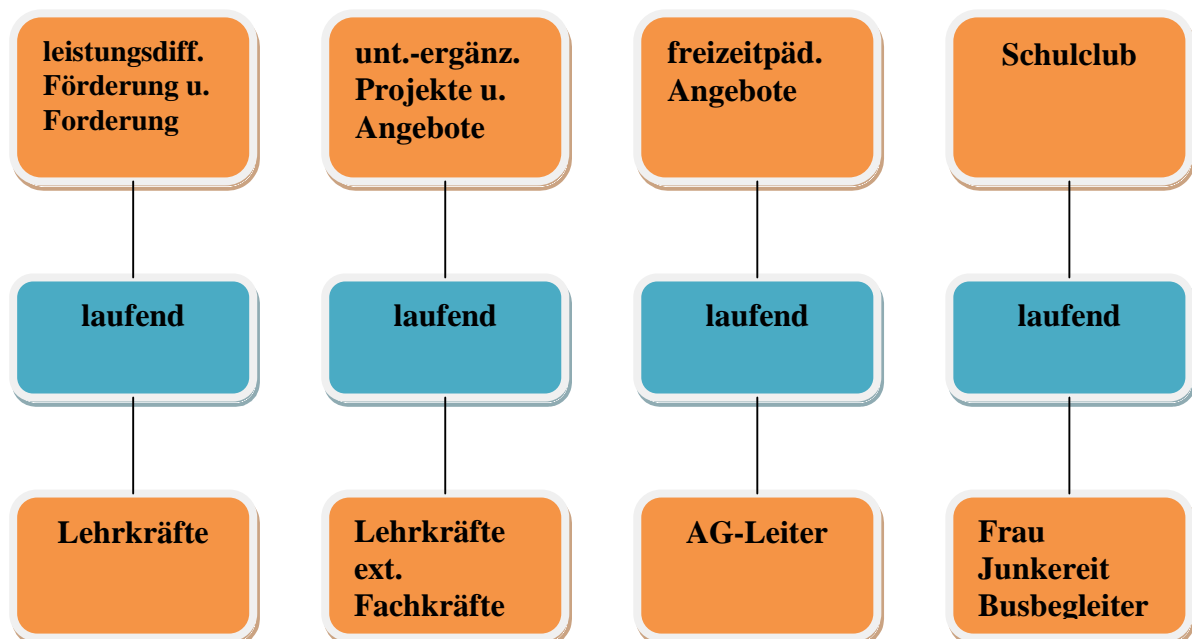 leistungsdiff.
Förderung u.
Forderung
unt.-ergänz.
Projekte u.
Angebote
freizeitpäd.
Angebote
Schulclub
laufend
laufend
laufend
laufend
Lehrkräfte
Lehrkräfte
ext.
Fachkräfte
AG-Leiter
Frau
Junkereit
Busbegleiter